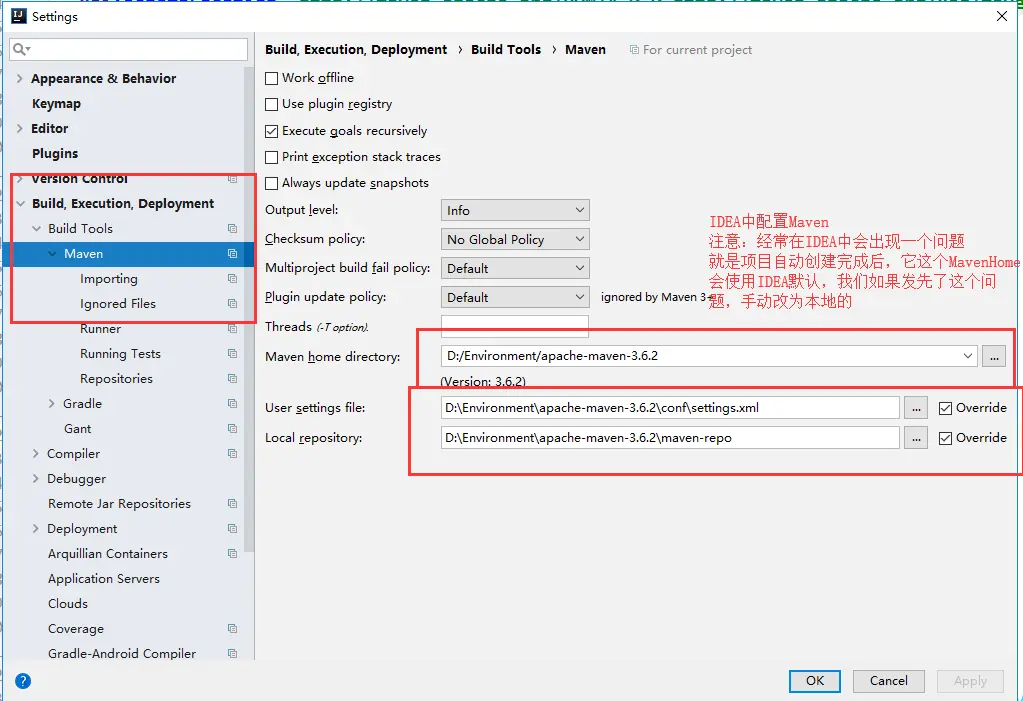 Settings
Appearance & Behavior
Keymap
Editor
Plugins
Version Control
Build, Execution, Deployment
Build Tools
Maven
Importing
Ignored Files
Runner
Running Tests
Repositories
Gradle
Gant
Compiler
Debugger
Remote Jar Repositories
Deployment
Arquillian Containers
Application Servers
Clouds
Coverage
Gradle-Android Compiler
Build, Execution, Deployment › Build Tools › Maven For current project
Work offline
Use plugin registry
Execute goals recursively
Print exception stack traces
Always update snapshots
Output level: Info
Checksum policy: No Global Policy
Multiproject build fail policy: Default
Plugin update policy: Default ignored by Maven 3+
Threads (-T option).
Maven home directory: D:/Environment/apache-maven-3.6.2 ...
(Version: 3.6.2)
User settings file: D:\Environment\apache-maven-3.6.2\conf\settings.xml ... Override
Local repository: D:\Environment\apache-maven-3.6.2\maven-repo ... Override
IDEA中配置Maven
注意：经常在IDEA中会出现一个问题
就是项目自动创建完成后，它这个MavenHome
会使用IDEA默认，我们如果发先了这个问
题，手动改为本地的
? OK Cancel Apply